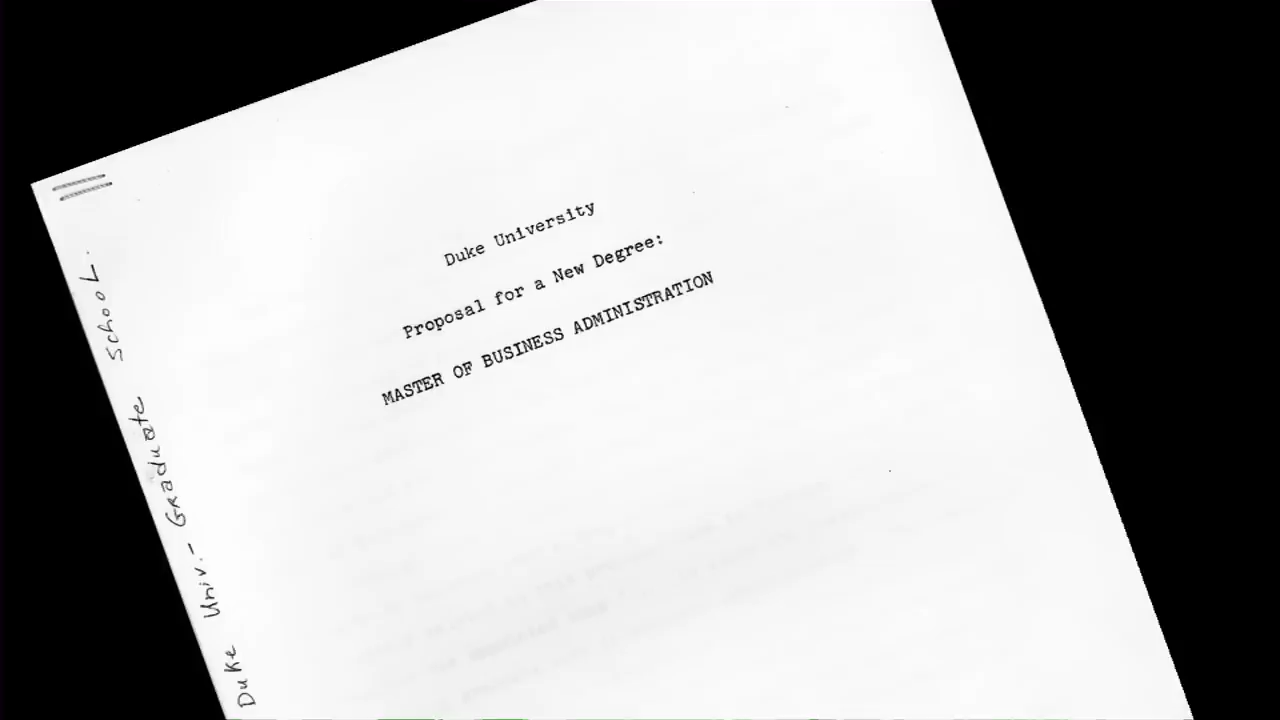 Duke University
Proposal for a New Degree:
MASTER OF BUSINESS ADMINISTRATION
Duke Univ. - Graduate School.